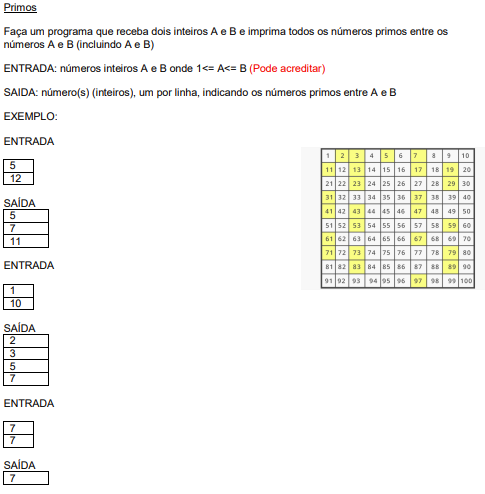 Primos
Faça um programa que receba dois inteiros A e B e imprima todos os números primos entre os
números A e B (incluindo A e B)
ENTRADA: números inteiros A e B onde 1<= A<= B (Pode acreditar)
SAIDA: número(s) (inteiros), um por linha, indicando os números primos entre A e B
EXEMPLO:
ENTRADA
5
12
SAÍDA
5
7
11
ENTRADA
1
10
SAÍDA
2
3
5
7
ENTRADA
7
7
SAÍDA
7
1 2 3 4 5 6 7 8 9 10
11 12 13 14 15 16 17 18 19 20
21 22 23 24 25 26 27 28 29 30
31 32 33 34 35 36 37 38 39 40
41 42 43 44 45 46 47 48 49 50
51 52 53 54 55 56 57 58 59 60
61 62 63 64 65 66 67 68 69 70
71 72 73 74 75 76 77 78 79 80
81 82 83 84 85 86 87 88 89 90
91 92 93 94 95 96 97 98 99 100